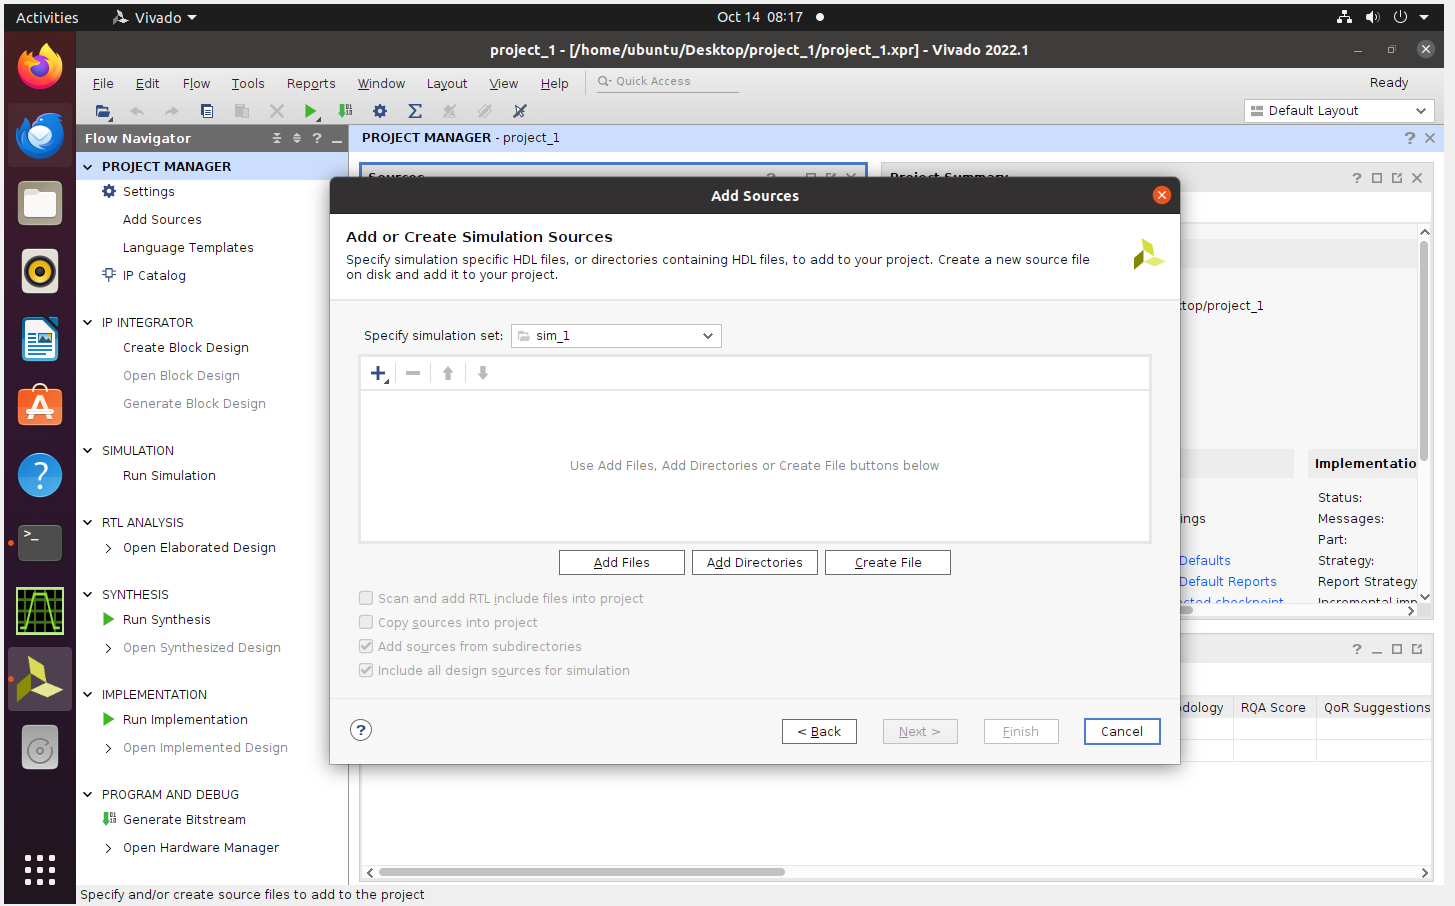 Activities
Vivado
Oct 14 08:17
project_1 - [/home/ubuntu/Desktop/project_1/project_1.xpr] - Vivado 2022.1
File Edit Flow Tools Reports Window Layout View Help
Quick Access
Ready
Default Layout
Flow Navigator
PROJECT MANAGER - project_1
PROJECT MANAGER
Settings
Add Sources
Language Templates
IP Catalog
IP INTEGRATOR
Create Block Design
Open Block Design
Generate Block Design
SIMULATION
Run Simulation
RTL ANALYSIS
Open Elaborated Design
SYNTHESIS
Run Synthesis
Open Synthesized Design
IMPLEMENTATION
Run Implementation
Open Implemented Design
PROGRAM AND DEBUG
Generate Bitstream
Open Hardware Manager
Sources
Project Summary
Add Sources
Add or Create Simulation Sources
Specify simulation specific HDL files, or directories containing HDL files, to add to your project. Create a new source file
on disk and add it to your project.
Specify simulation set: sim_1
Use Add Files, Add Directories or Create File buttons below
Add Files
Add Directories
Create File
Scan and add RTL include files into project
Copy sources into project
Add sources from subdirectories
Include all design sources for simulation
< Back
Next >
Finish
Cancel
top/project_1
Implementatio
Status:
ings Messages:
Part:
Defaults Strategy:
Default Reports Report Strategy
checkpoint Incremental
dology RQA Score QoR Suggestions
Specify and/or create source files to add to the project